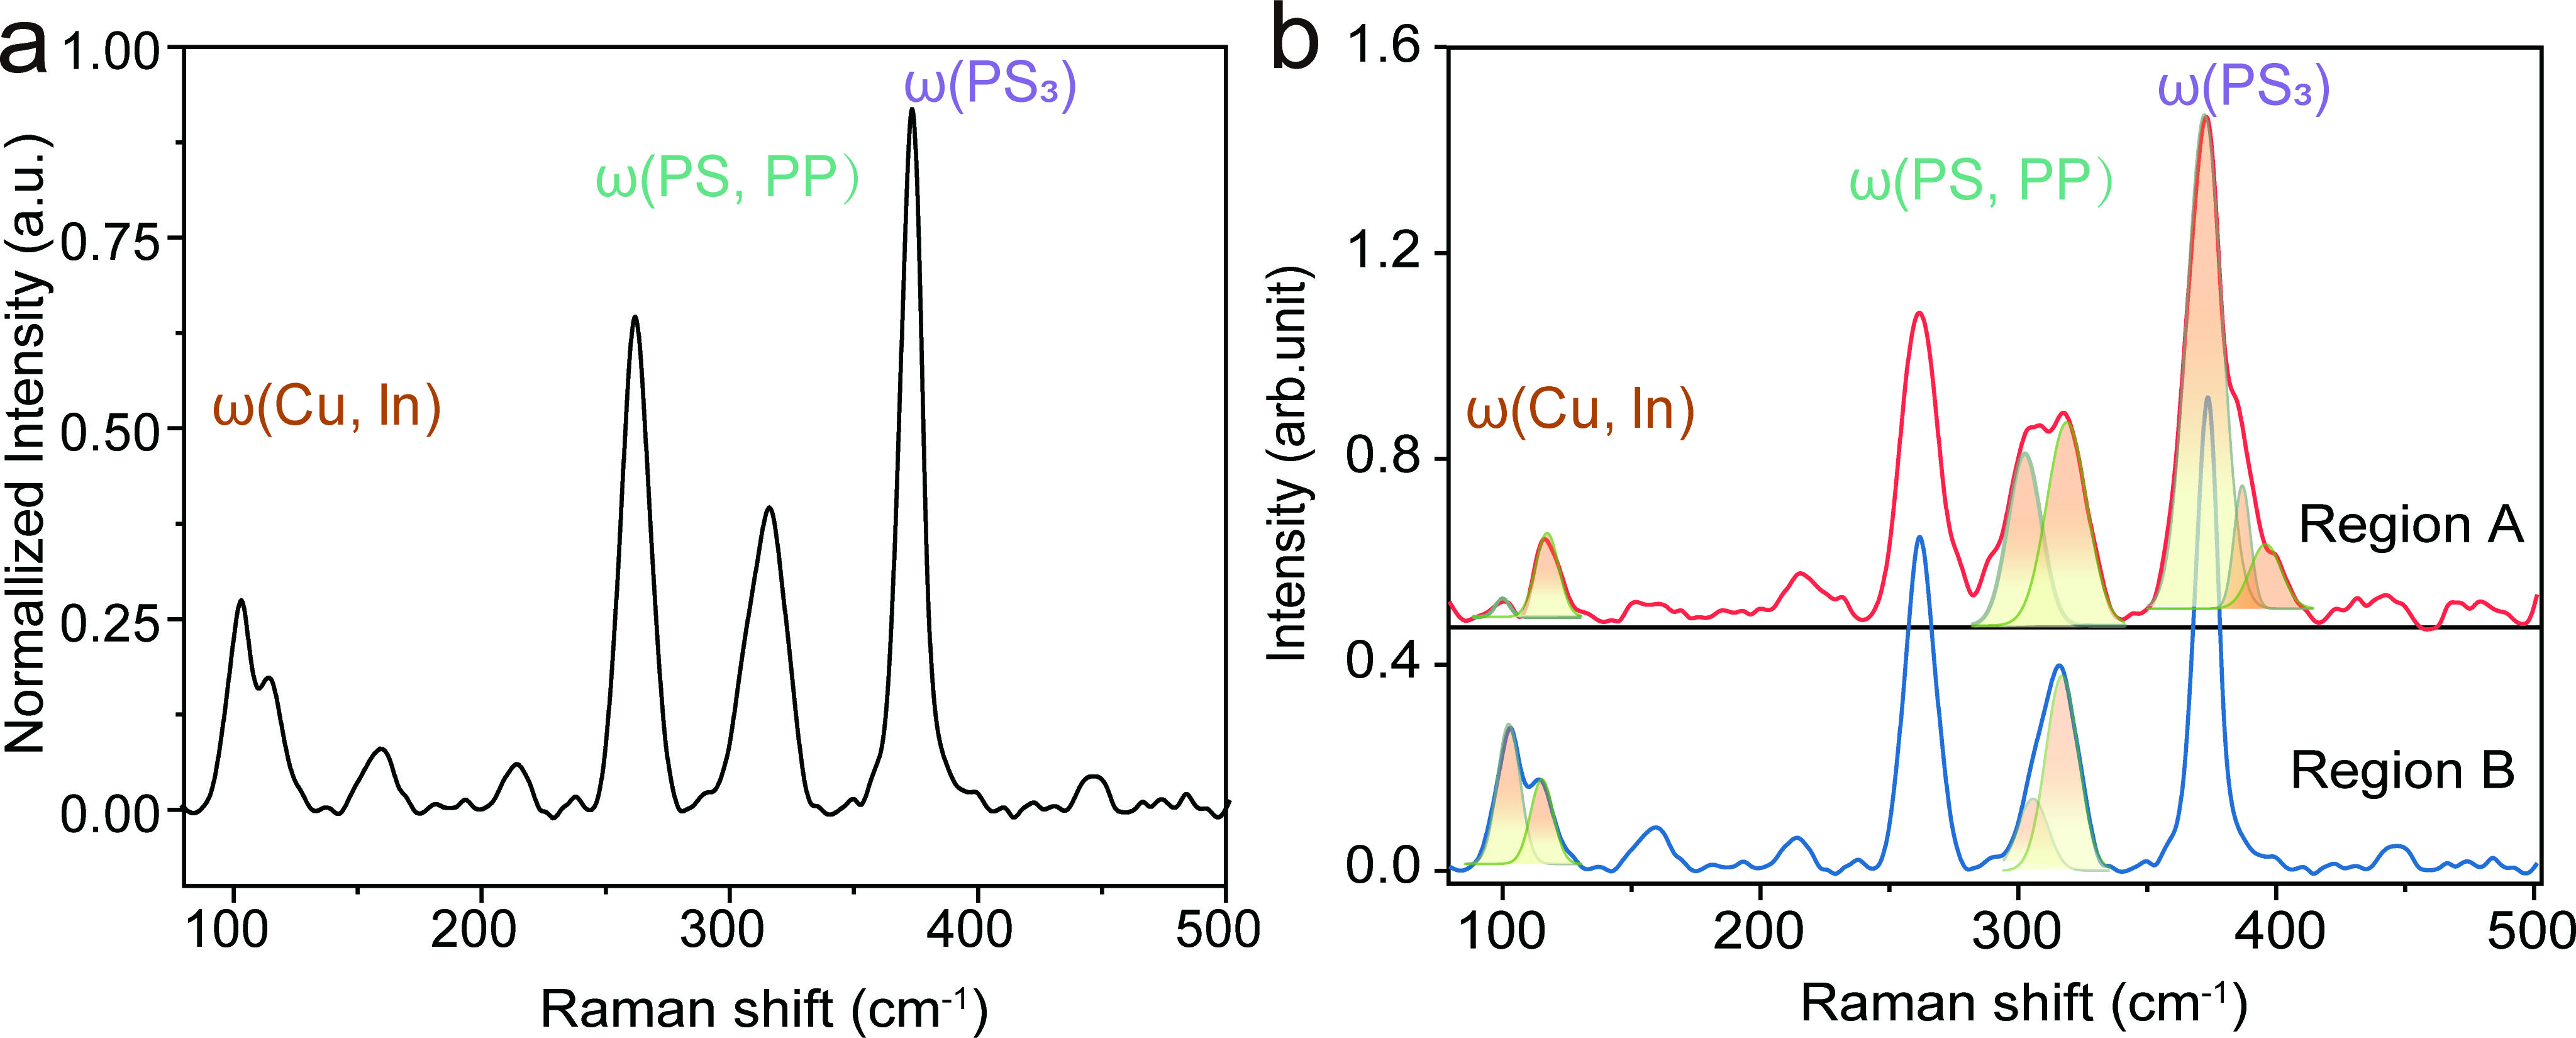 a
Normallized Intensity (a.u.)
1.00
0.75
0.50
0.25
0.00
ω(Cu, In)
ω(PS, PP)
ω(PS₃)
100 200 300 400 500
Raman shift (cm⁻¹)
b
Intensity (arb.unit)
1.6
1.2
0.8
0.4
0.0
ω(Cu, In)
ω(PS, PP)
ω(PS₃)
Region A
Region B
100 200 300 400 500
Raman shift (cm⁻¹)